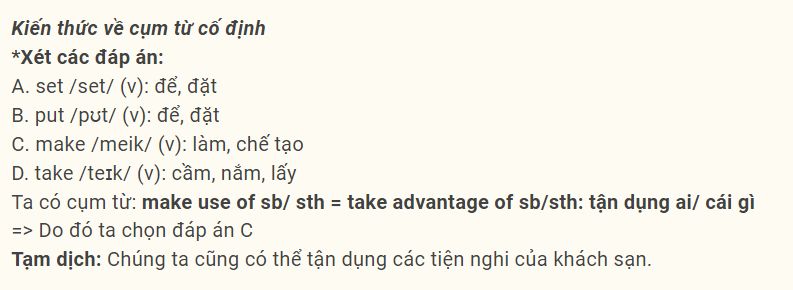 Kiến thức về cụm từ cố định
*Xét các đáp án:
A. set /set/ (v): để, đặt
B. put /pʊt/ (v): để, đặt
C. make /meik/ (v): làm, chế tạo
D. take /teɪk/ (v): cầm, nắm, lấy
Ta có cụm từ: make use of sb/ sth = take advantage of sb/sth: tận dụng ai/ cái gì
=> Do đó ta chọn đáp án C
Tạm dịch: Chúng ta cũng có thể tận dụng các tiện nghi của khách sạn.